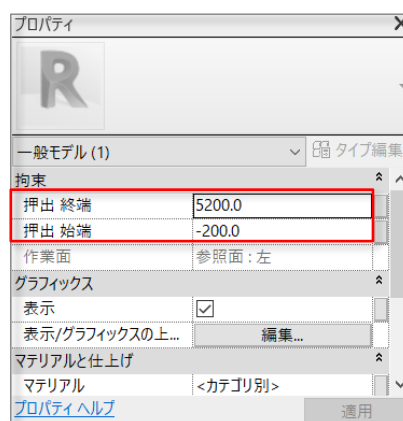 プロパティ
R
一般モデル (1) タイプ編集
拘束
押出 終端 5200.0
押出 始端 -200.0
作業面 参照面 : 左
グラフィックス
表示
表示/グラフィックスの上... 編集...
マテリアルと仕上げ
マテリアル <カテゴリ別>
プロパティ ヘルプ 適用